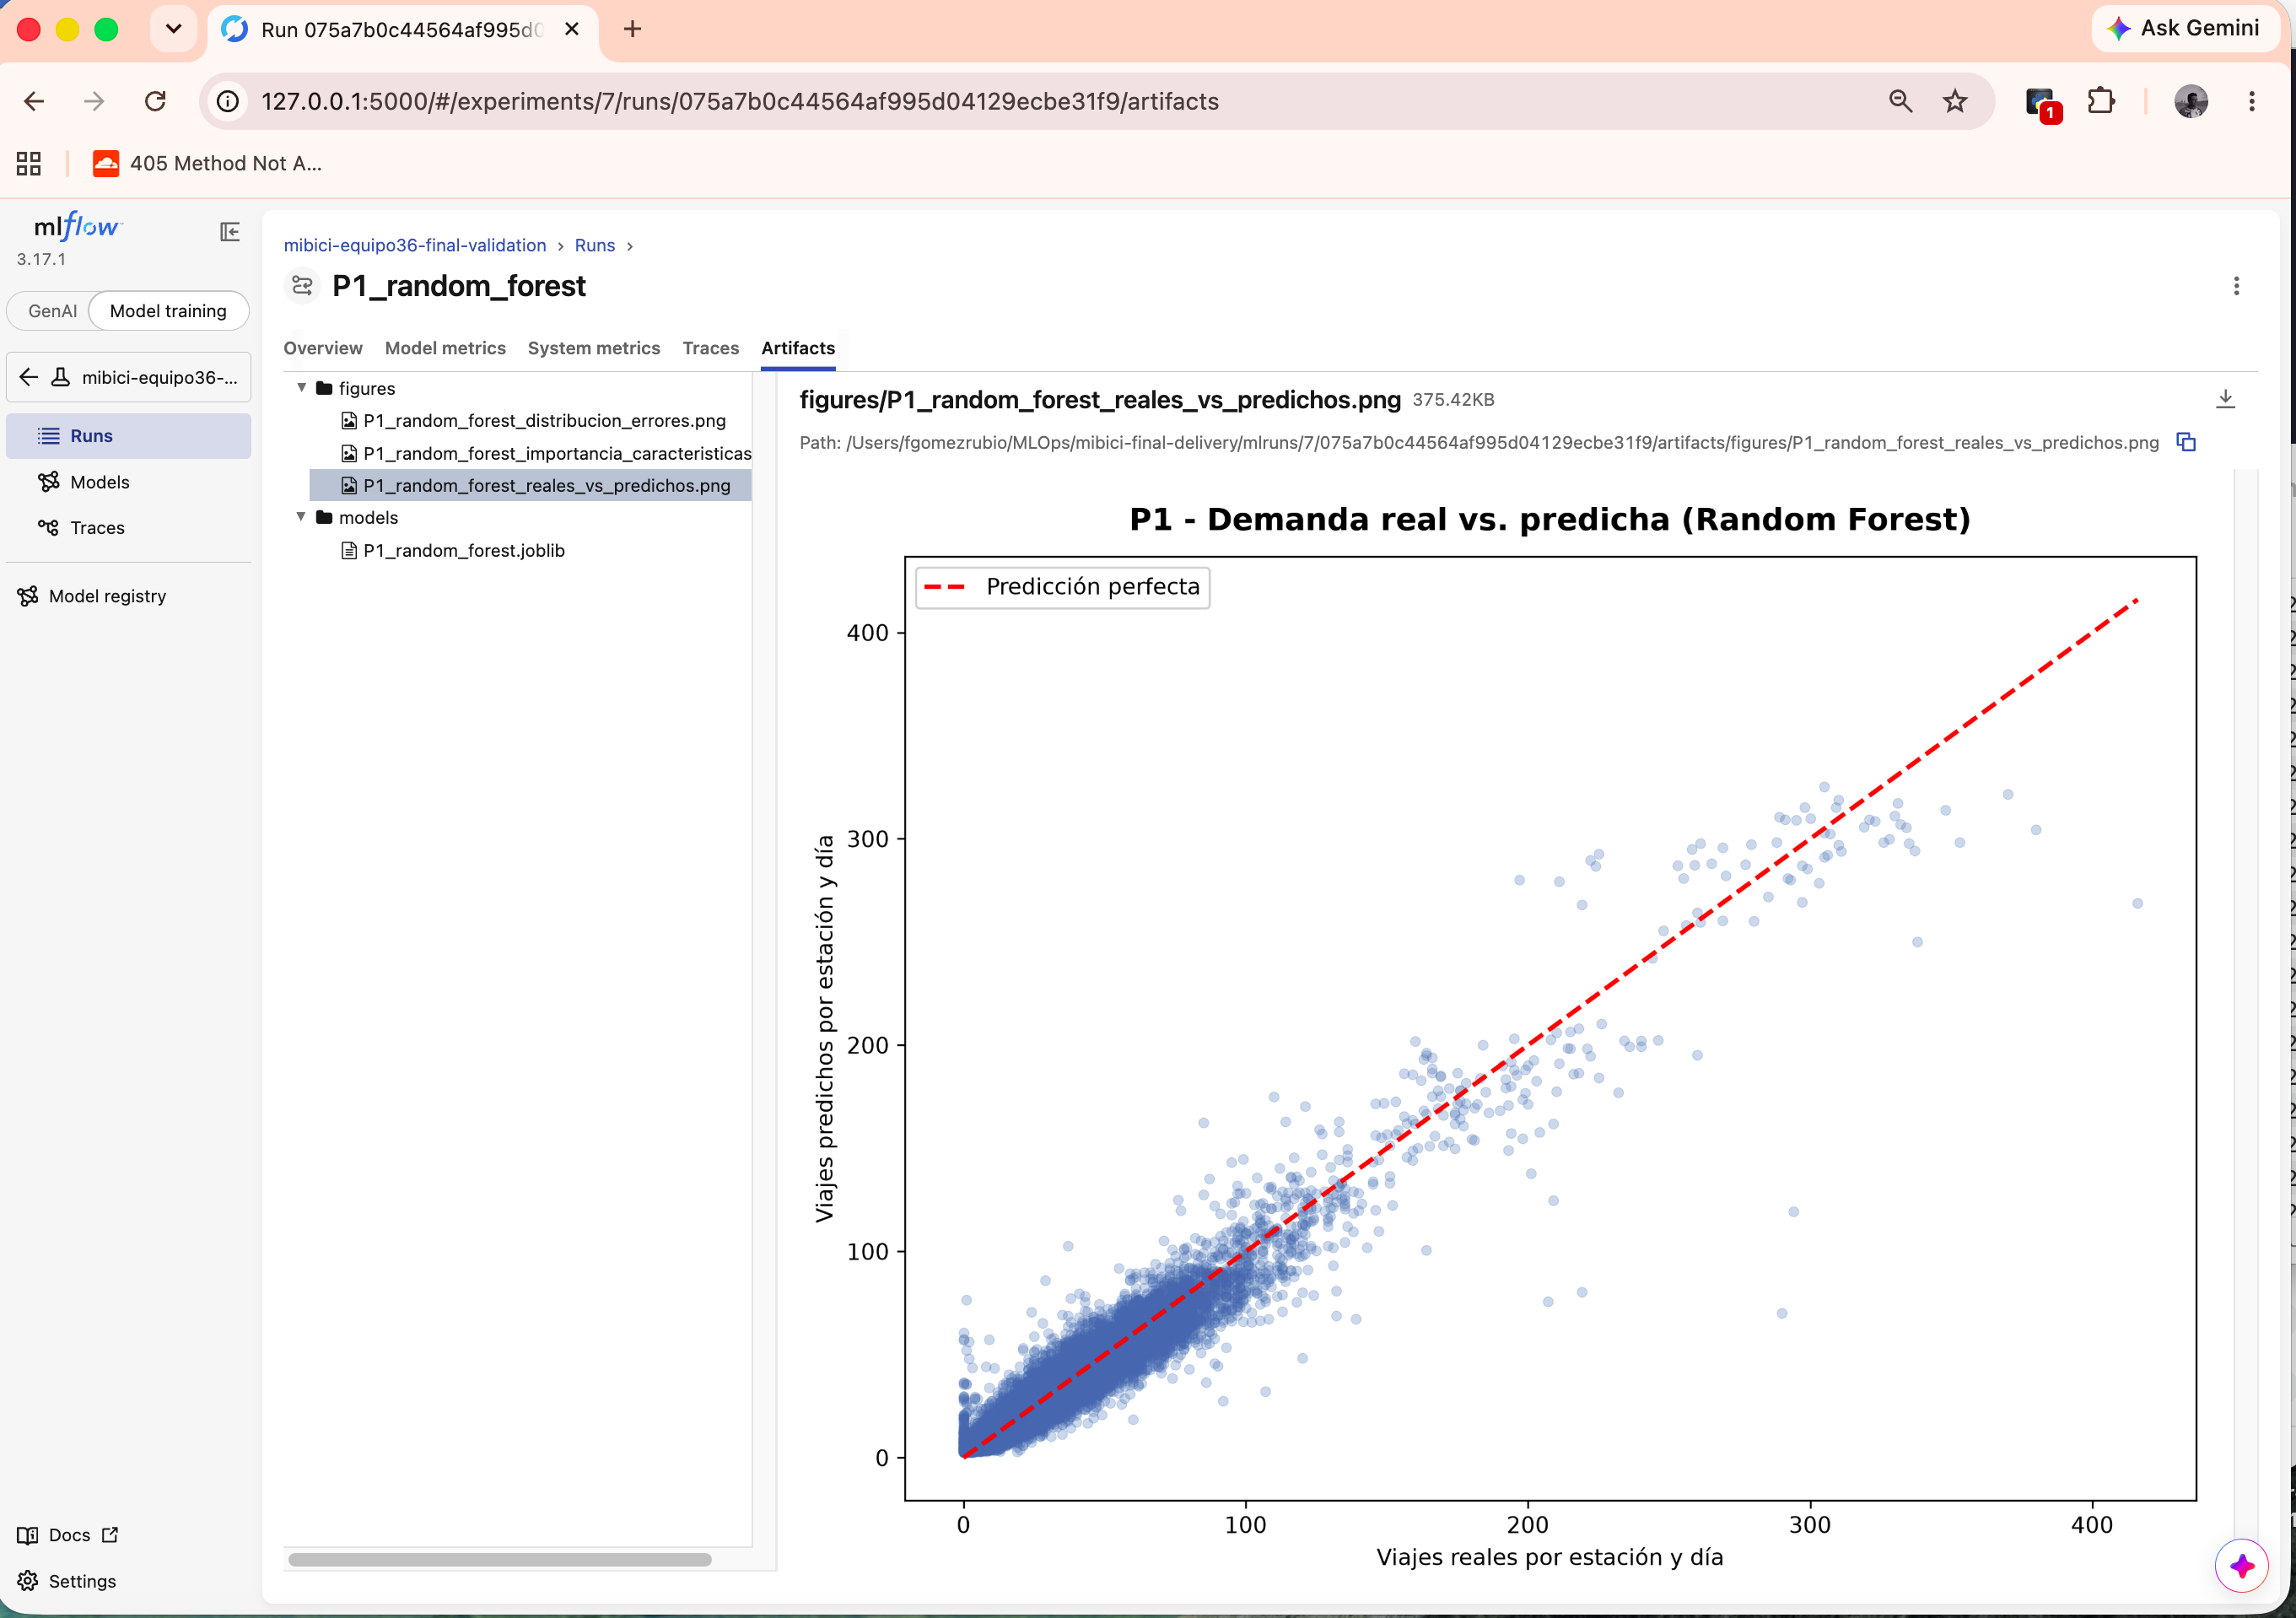 Run 075a7b0c44564af995d0
Ask Gemini
127.0.0.1:5000/#/experiments/7/runs/075a7b0c44564af995d04129ecbe31f9/artifacts
1
405 Method Not A...
mlflow
3.17.1
GenAI
Model training
mibici-equipo36-...
Runs
Models
Traces
Model registry
Docs
Settings
mibici-equipo36-final-validation › Runs ›
P1_random_forest
Overview
Model metrics
System metrics
Traces
Artifacts
figures
P1_random_forest_distribucion_errores.png
P1_random_forest_importancia_caracteristicas
P1_random_forest_reales_vs_predichos.png
models
P1_random_forest.joblib
figures/P1_random_forest_reales_vs_predichos.png 375.42KB
Path: /Users/fgomezrubio/MLOps/mibici-final-delivery/mlruns/7/075a7b0c44564af995d04129ecbe31f9/artifacts/figures/P1_random_forest_reales_vs_predichos.png
P1 - Demanda real vs. predicha (Random Forest)
Predicción perfecta
Viajes predichos por estación y día
400
300
200
100
0
0
100
200
300
400
Viajes reales por estación y día